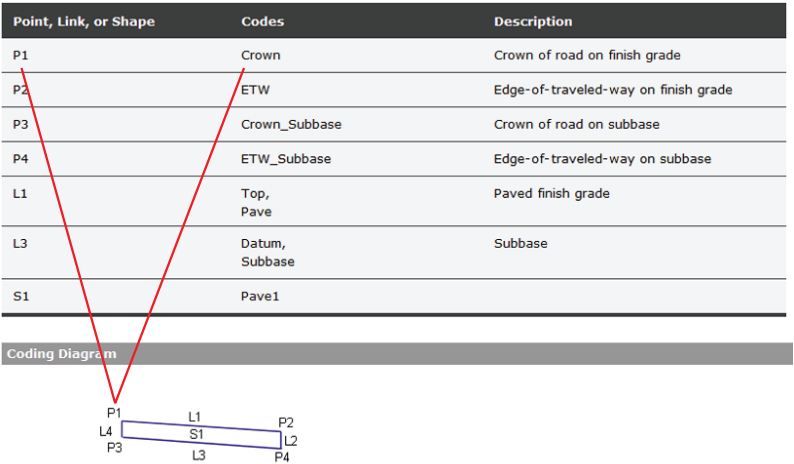 Point, Link, or Shape Codes Description
P1 Crown Crown of road on finish grade
P2 ETW Edge-of-traveled-way on finish grade
P3 Crown_Subbase Crown of road on subbase
P4 ETW_Subbase Edge-of-traveled-way on subbase
L1 Top, Paved finish grade
Pave
L3 Datum, Subbase
Subbase
S1 Pave1
Coding Diagram
P1 L1 P2
L4 S1 L2
P3 L3 P4